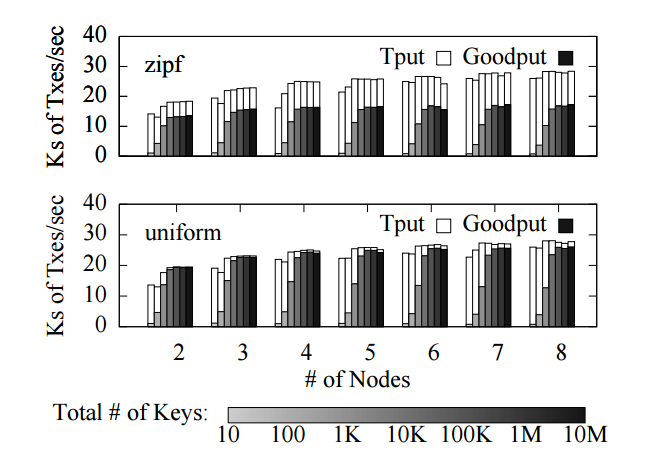 40
30
20
10
0
Ks of Txes/sec
zipf
Tput Goodput
40
30
20
10
0
Ks of Txes/sec
uniform
Tput Goodput
2 3 4 5 6 7 8
# of Nodes
Total # of Keys:
10 100 1K 10K 100K 1M 10M